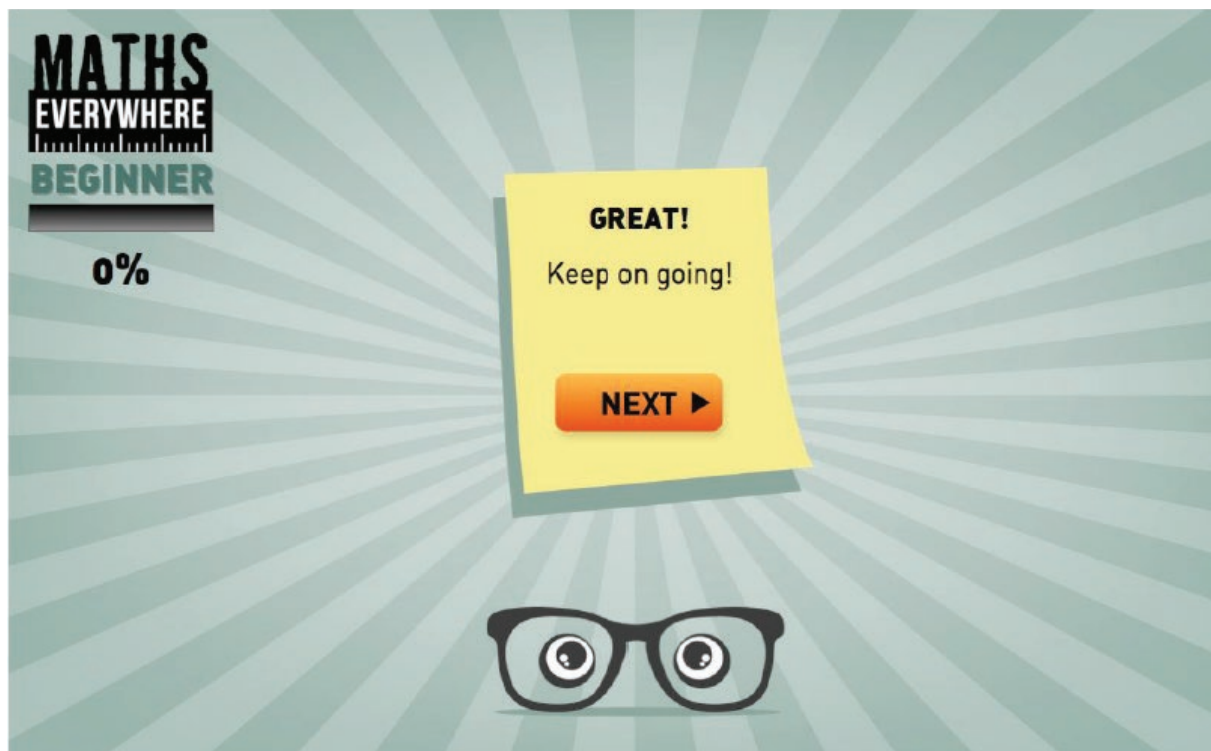 MATHS
EVERYWHERE
BEGINNER
0%
GREAT!
Keep on going!
NEXT